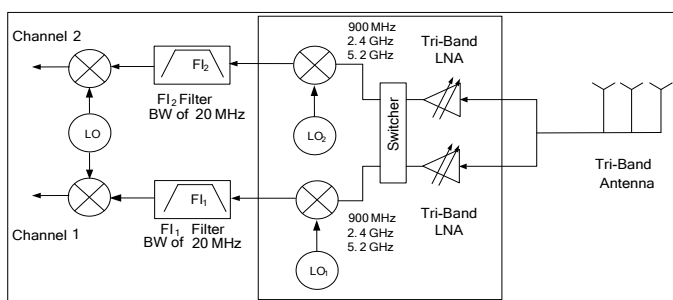 Channel 2
FI2
FI2 Filter
BW of 20 MHz
LO
LO2
900 MHz
2.4 GHz
5.2 GHz
Tri-Band
LNA
Switcher
Tri-Band
Antenna
Channel 1
FI1
FI1 Filter
BW of 20 MHz
LO1
900 MHz
2.4 GHz
5.2 GHz
Tri-Band
LNA